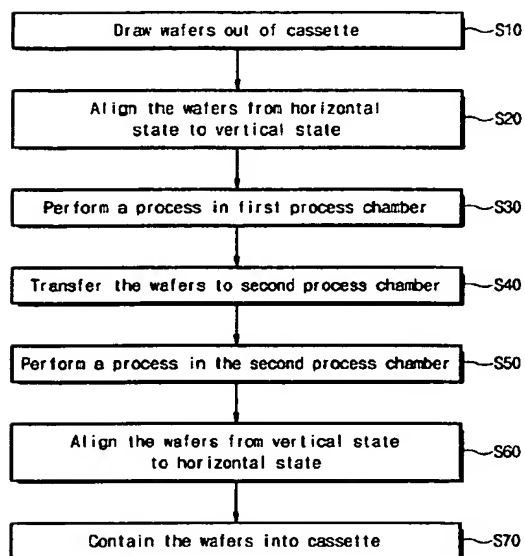 Draw wafers out of cassette
S10
Align the wafers from horizontal
state to vertical state
S20
Perform a process in first process chamber
S30
Transfer the wafers to second process chamber
S40
Perform a process in the second process chamber
S50
Align the wafers from vertical state
to horizontal state
S60
Contain the wafers into cassette
S70